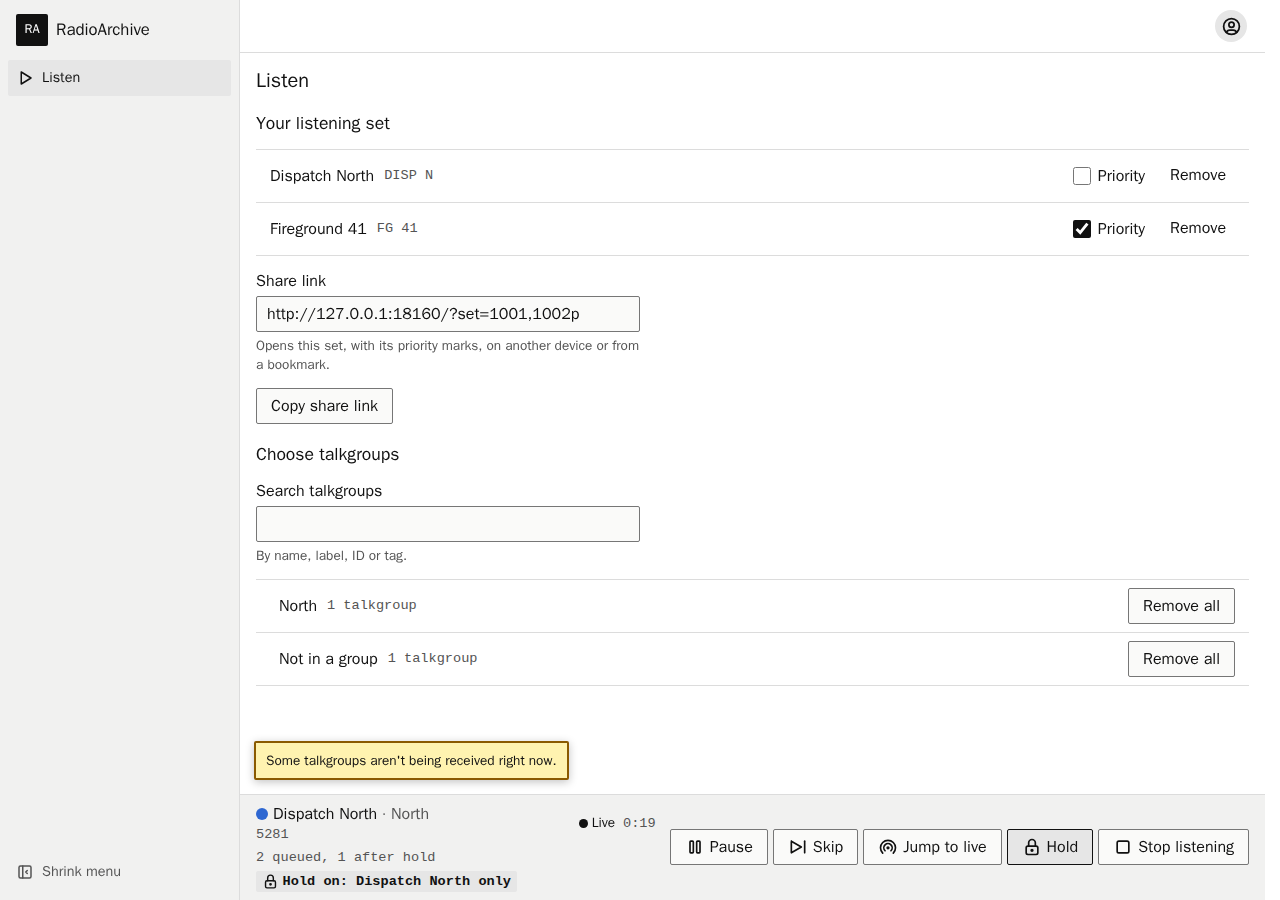 RA RadioArchive
Listen
Shrink menu
Listen
Your listening set
Dispatch North DISP N Priority Remove
Fireground 41 FG 41 Priority Remove
Share link
http://127.0.0.1:18160/?set=1001,1002p
Opens this set, with its priority marks, on another device or from
a bookmark.
Copy share link
Choose talkgroups
Search talkgroups
By name, label, ID or tag.
North 1 talkgroup Remove all
Not in a group 1 talkgroup Remove all
Some talkgroups aren't being received right now.
Dispatch North · North
5281
2 queued, 1 after hold
Hold on: Dispatch North only
Live 0:19
Pause Skip Jump to live Hold Stop listening